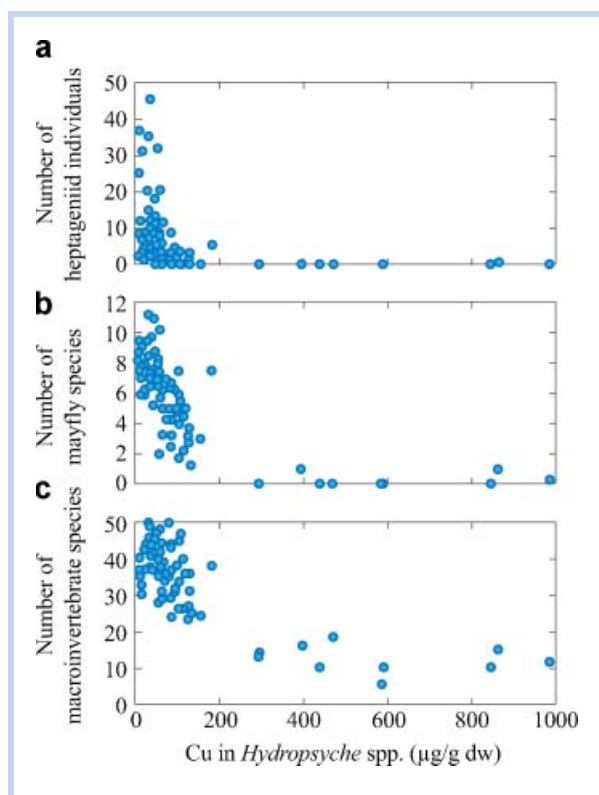 a
Number of
heptageniid individuals
50
40
30
20
10
0
b
Number of
mayfly species
12
10
8
6
4
2
0
c
Number of
macroinvertebrate species
50
40
30
20
10
0
0 200 400 600 800 1000
Cu in Hydropsyche spp. (µg/g dw)